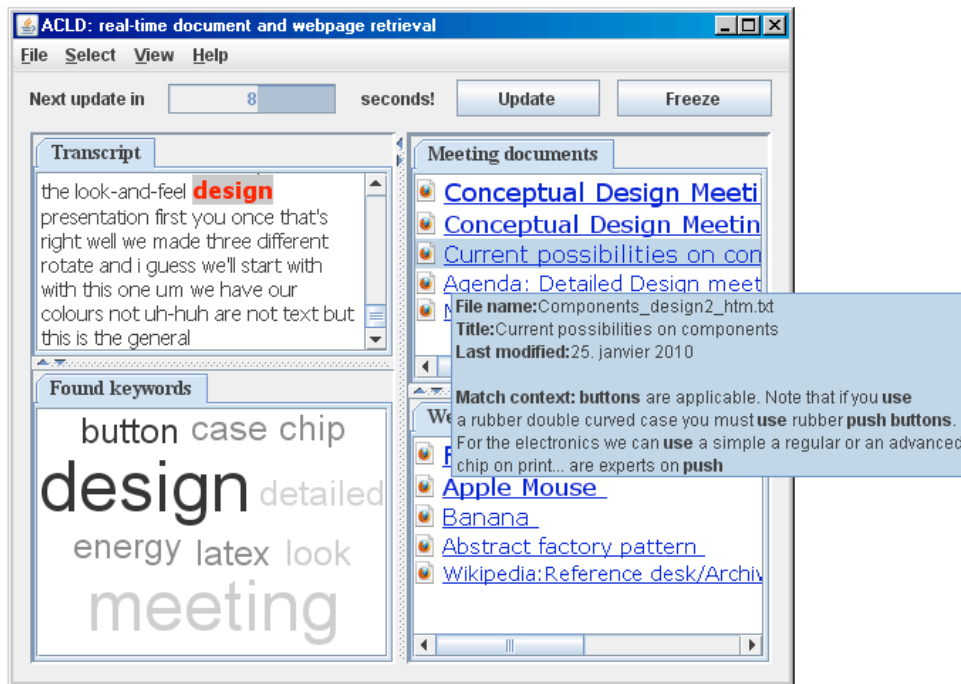 ACLD: real-time document and webpage retrieval
File Select View Help
Next update in 8 seconds! Update Freeze
Transcript
the look-and-feel design
presentation first you once that's
right well we made three different
rotate and i guess we'll start with
with this one um we have our
colours not uh-huh are not text but
this is the general
Found keywords
button case chip
design detailed
energy latex look
meeting
Meeting documents
Conceptual Design Meeti
Conceptual Design Meetin
Current possibilities on con
Agenda: Detailed Design meet
File name:Components_design2_htm.txt
Title:Current possibilities on components
Last modified:25. janvier 2010
Match context: buttons are applicable. Note that if you use
a rubber double curved case you must use rubber push buttons.
For the electronics we can use a simple a regular or an advanced
chip on print... are experts on push
We
Apple Mouse
Banana
Abstract factory pattern
Wikipedia:Reference desk/Archiv